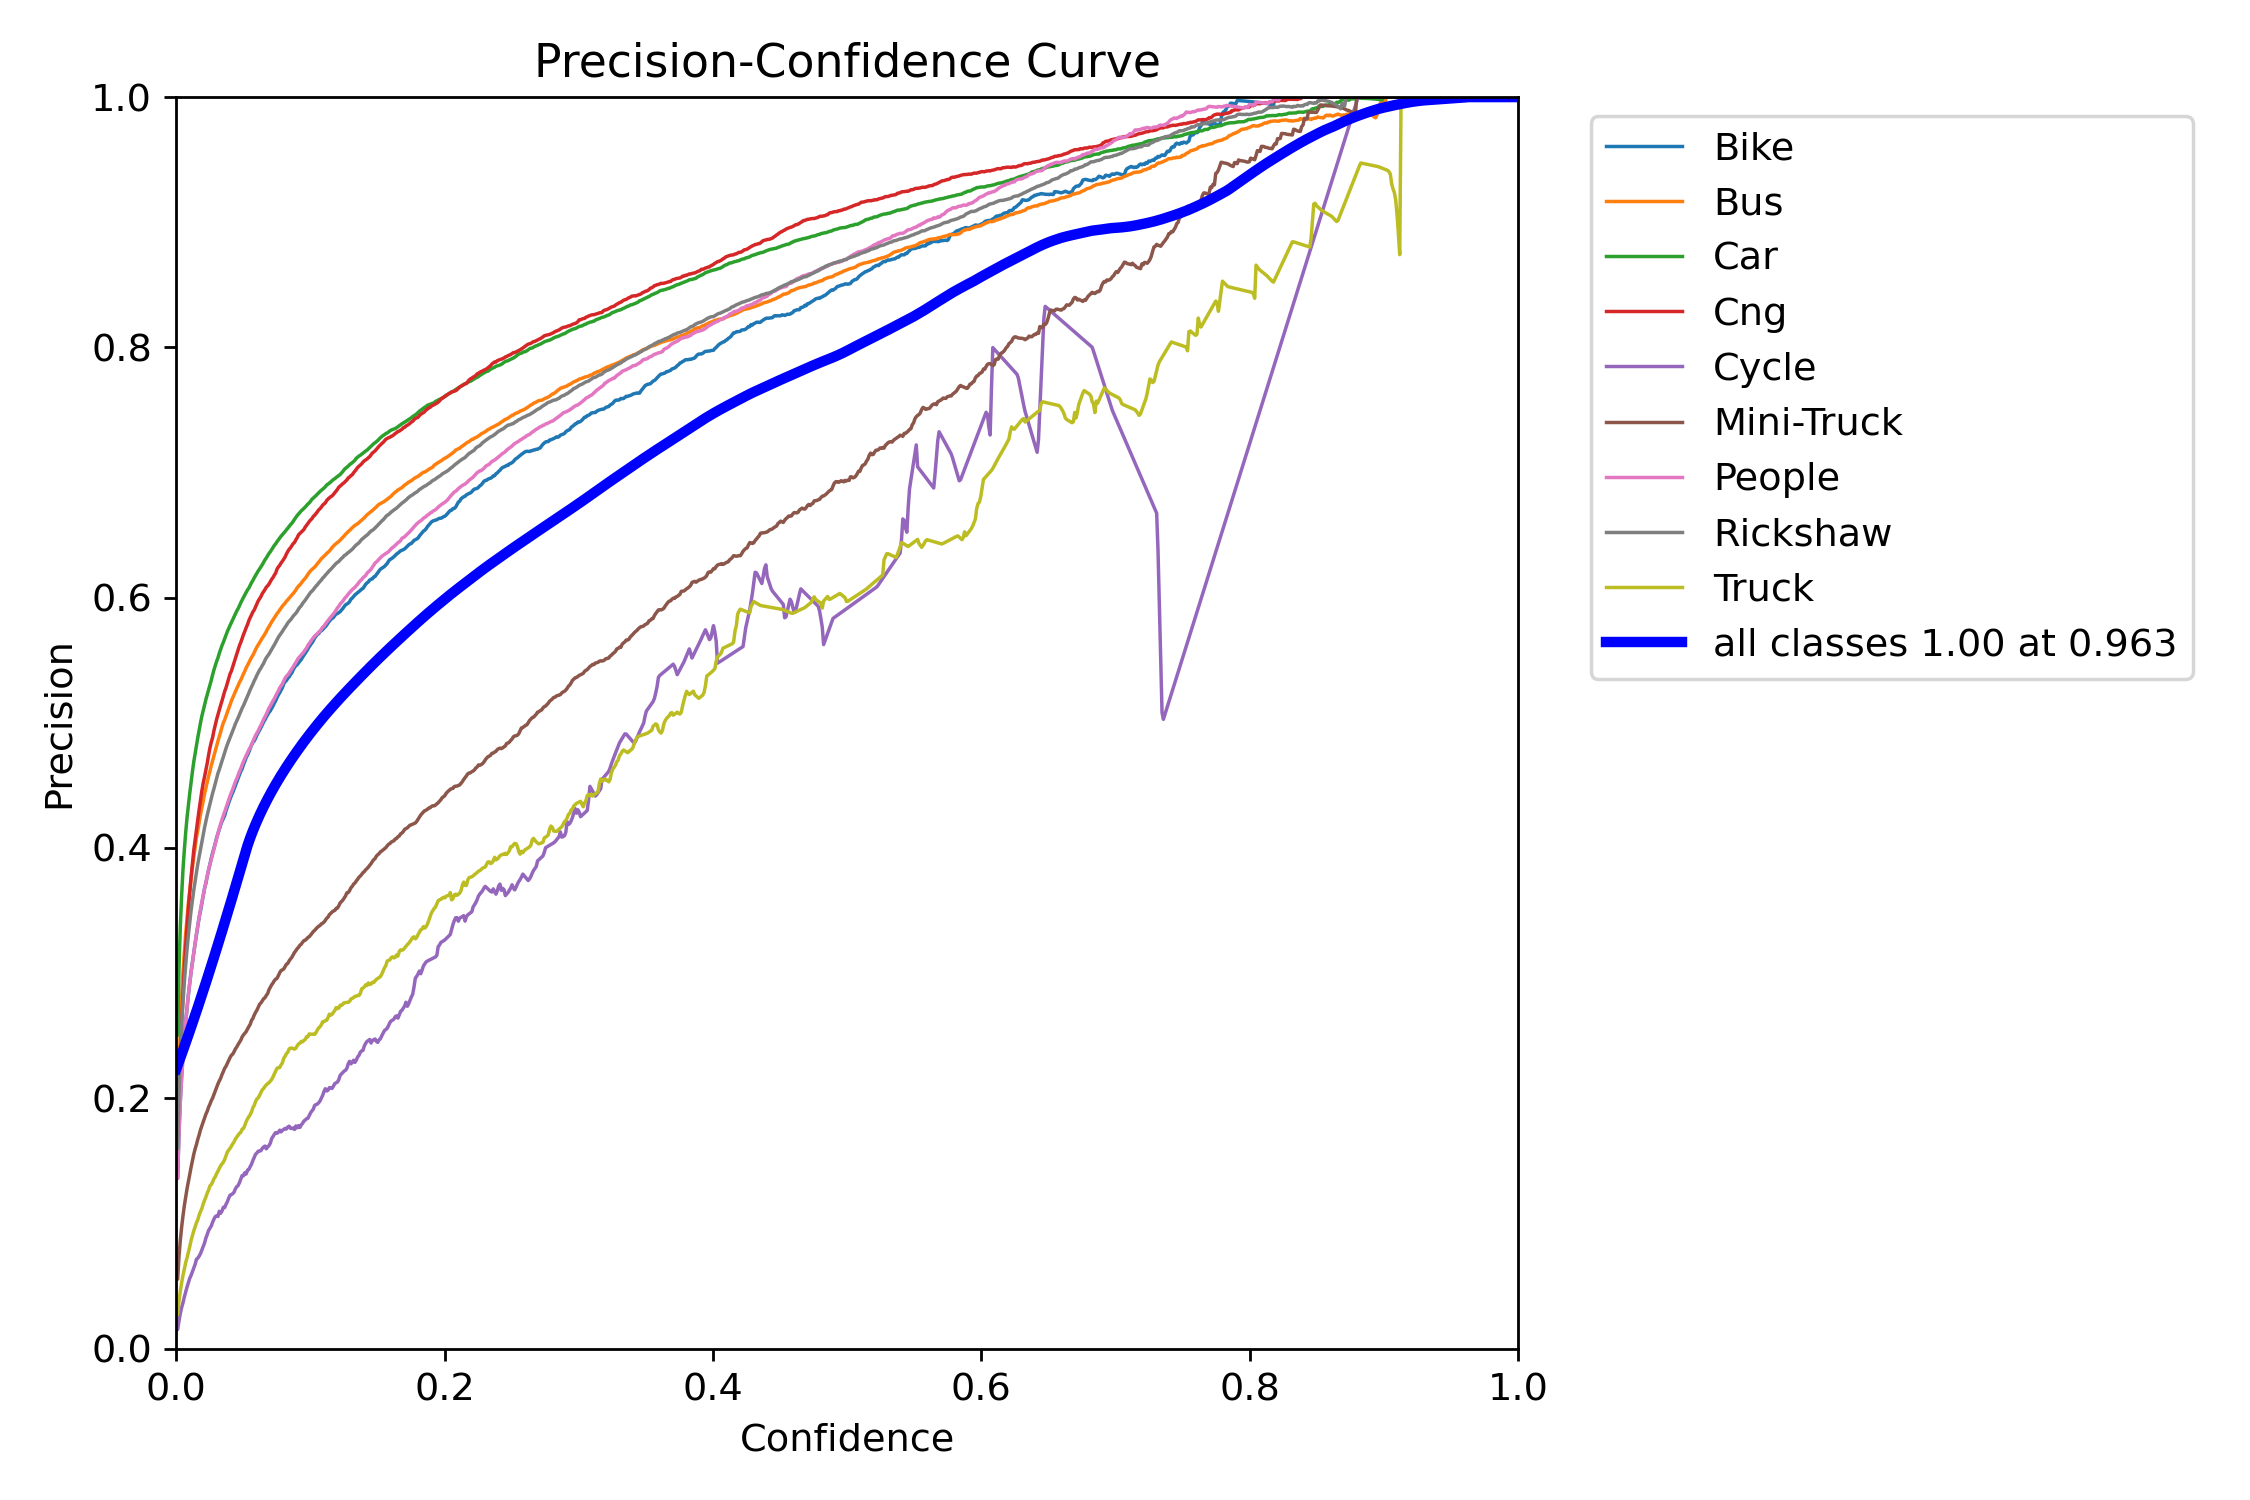 Precision-Confidence Curve
1.0
0.8
0.6
0.4
0.2
0.0
Precision
0.0 0.2 0.4 0.6 0.8 1.0
Confidence
Bike
Bus
Car
Cng
Cycle
Mini-Truck
People
Rickshaw
Truck
all classes 1.00 at 0.963